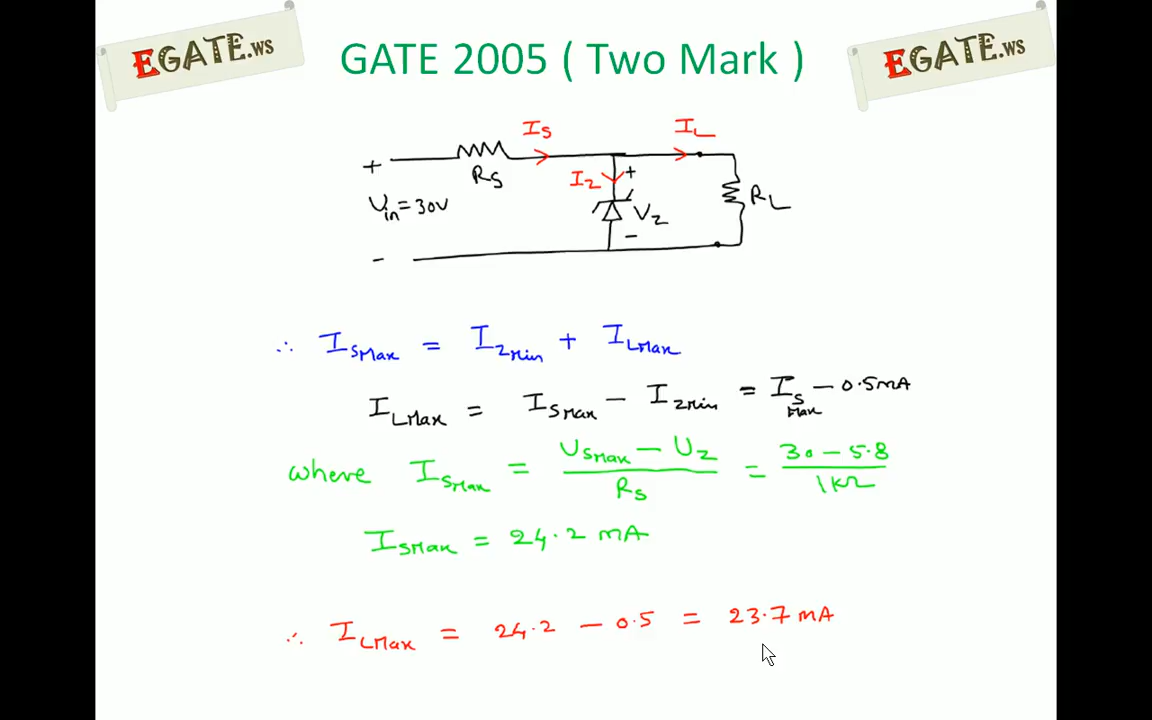 EGATE.ws
GATE 2005 ( Two Mark )
EGATE.ws
Is
IL
+
Rs
Iz
+
Vin = 30V
Vz
RL
-
-
∴ Ismax = Izmin + ILmax
ILmax = Ismax - Izmin = Ismax - 0.5mA
where Ismax = (Vsmax - Vz) / Rs = (30 - 5.8) / 1kΩ
Ismax = 24.2 mA
∴ ILmax = 24.2 - 0.5 = 23.7 mA